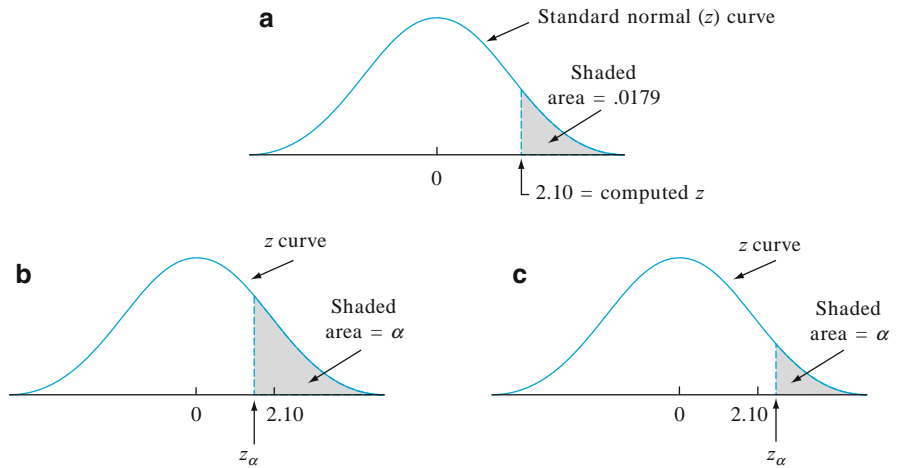 a
Standard normal (z) curve
Shaded
area = .0179
0
2.10 = computed z
b
z curve
Shaded
area = α
0
2.10
zα
c
z curve
Shaded
area = α
0
2.10
zα